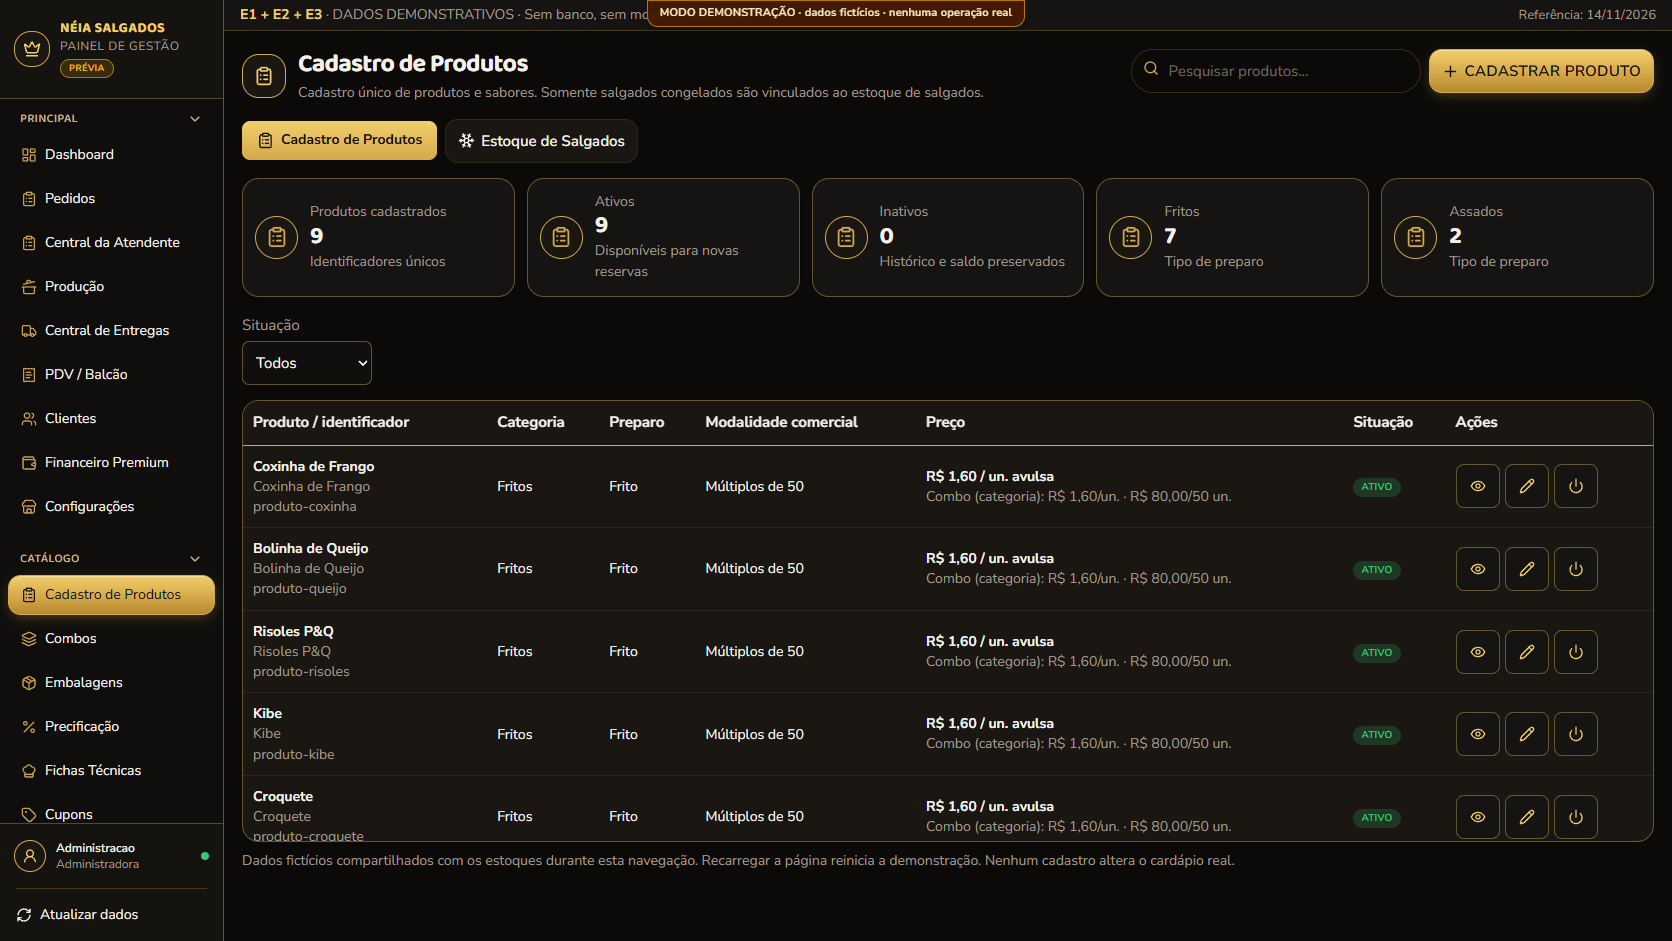 NÉIA SALGADOS
PAINEL DE GESTÃO
PRÉVIA
PRINCIPAL
Dashboard
Pedidos
Central da Atendente
Produção
Central de Entregas
PDV / Balcão
Clientes
Financeiro Premium
Configurações
CATÁLOGO
Cadastro de Produtos
Combos
Embalagens
Precificação
Fichas Técnicas
Cupons
Administracao
Administradora
Atualizar dados
E1 + E2 + E3 · DADOS DEMONSTRATIVOS · Sem banco, sem
MODO DEMONSTRAÇÃO · dados fictícios · nenhuma operação real
Referência: 14/11/2026
Cadastro de Produtos
Cadastro único de produtos e sabores. Somente salgados congelados são vinculados ao estoque de salgados.
Pesquisar produtos...
+ CADASTRAR PRODUTO
Cadastro de Produtos
Estoque de Salgados
Produtos cadastrados
9
Identificadores únicos
Ativos
9
Disponíveis para novas
reservas
Inativos
0
Histórico e saldo preservados
Fritos
7
Tipo de preparo
Assados
2
Tipo de preparo
Situação
Todos
Produto / identificador Categoria Preparo Modalidade comercial Preço Situação Ações
Coxinha de Frango
Coxinha de Frango
produto-coxinha
Fritos Frito Múltiplos de 50
R$ 1,60 / un. avulsa
Combo (categoria): R$ 1,60/un. · R$ 80,00/50 un.
ATIVO
Bolinha de Queijo
Bolinha de Queijo
produto-queijo
Fritos Frito Múltiplos de 50
R$ 1,60 / un. avulsa
Combo (categoria): R$ 1,60/un. · R$ 80,00/50 un.
ATIVO
Risoles P&Q
Risoles P&Q
produto-risoles
Fritos Frito Múltiplos de 50
R$ 1,60 / un. avulsa
Combo (categoria): R$ 1,60/un. · R$ 80,00/50 un.
ATIVO
Kibe
Kibe
produto-kibe
Fritos Frito Múltiplos de 50
R$ 1,60 / un. avulsa
Combo (categoria): R$ 1,60/un. · R$ 80,00/50 un.
ATIVO
Croquete
Croquete
produto-croquete
Fritos Frito Múltiplos de 50
R$ 1,60 / un. avulsa
Combo (categoria): R$ 1,60/un. · R$ 80,00/50 un.
ATIVO
Dados fictícios compartilhados com os estoques durante esta navegação. Recarregar a página reinicia a demonstração. Nenhum cadastro altera o cardápio real.